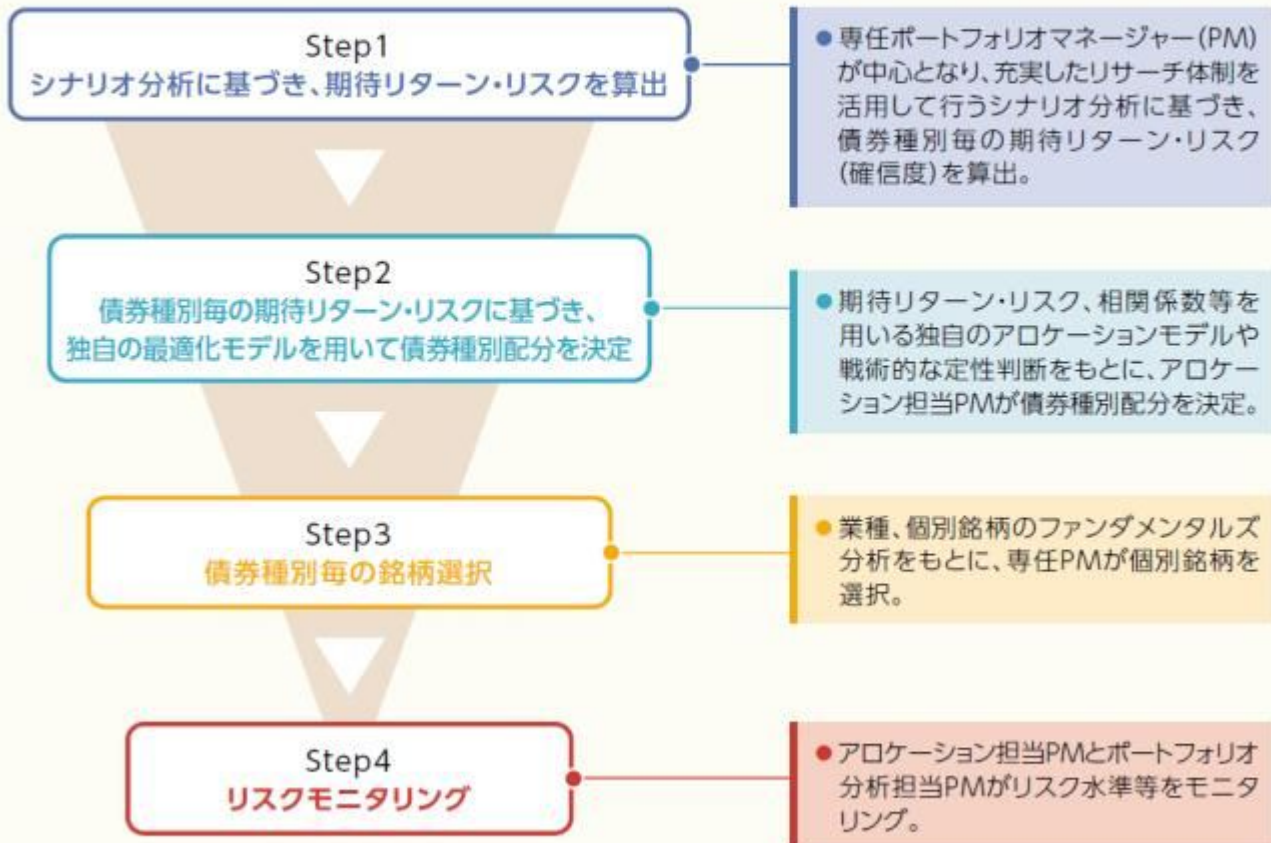 Step1
シナリオ分析に基づき、期待リターン・リスクを算出
●専任ポートフォリオマネージャー(PM)
が中心となり、充実したリサーチ体制を
活用して行うシナリオ分析に基づき、
債券種別毎の期待リターン・リスク
(確信度)を算出。
Step2
債券種別毎の期待リターン・リスクに基づき、
独自の最適化モデルを用いて債券種別配分を決定
●期待リターン・リスク、相関係数等を
用いる独自のアロケーションモデルや
戦術的な定性判断をもとに、アロケー
ション担当PMが債券種別配分を決定。
Step3
債券種別毎の銘柄選択
●業種、個別銘柄のファンダメンタルズ
分析をもとに、専任PMが個別銘柄を
選択。
Step4
リスクモニタリング
●アロケーション担当PMとポートフォリオ
分析担当PMがリスク水準等をモニタ
リング。